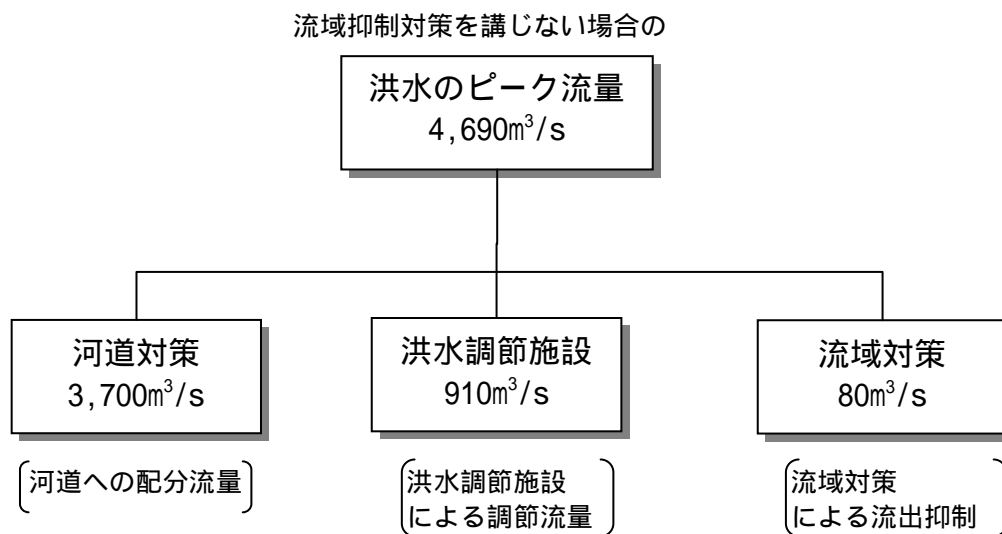 流域抑制対策を講じない場合の
洪水のピーク流量
4,690m³/s
河道対策
3,700m³/s
洪水調節施設
910m³/s
流域対策
80m³/s
河道への配分流量
洪水調節施設
による調節流量
流域対策
による流出抑制